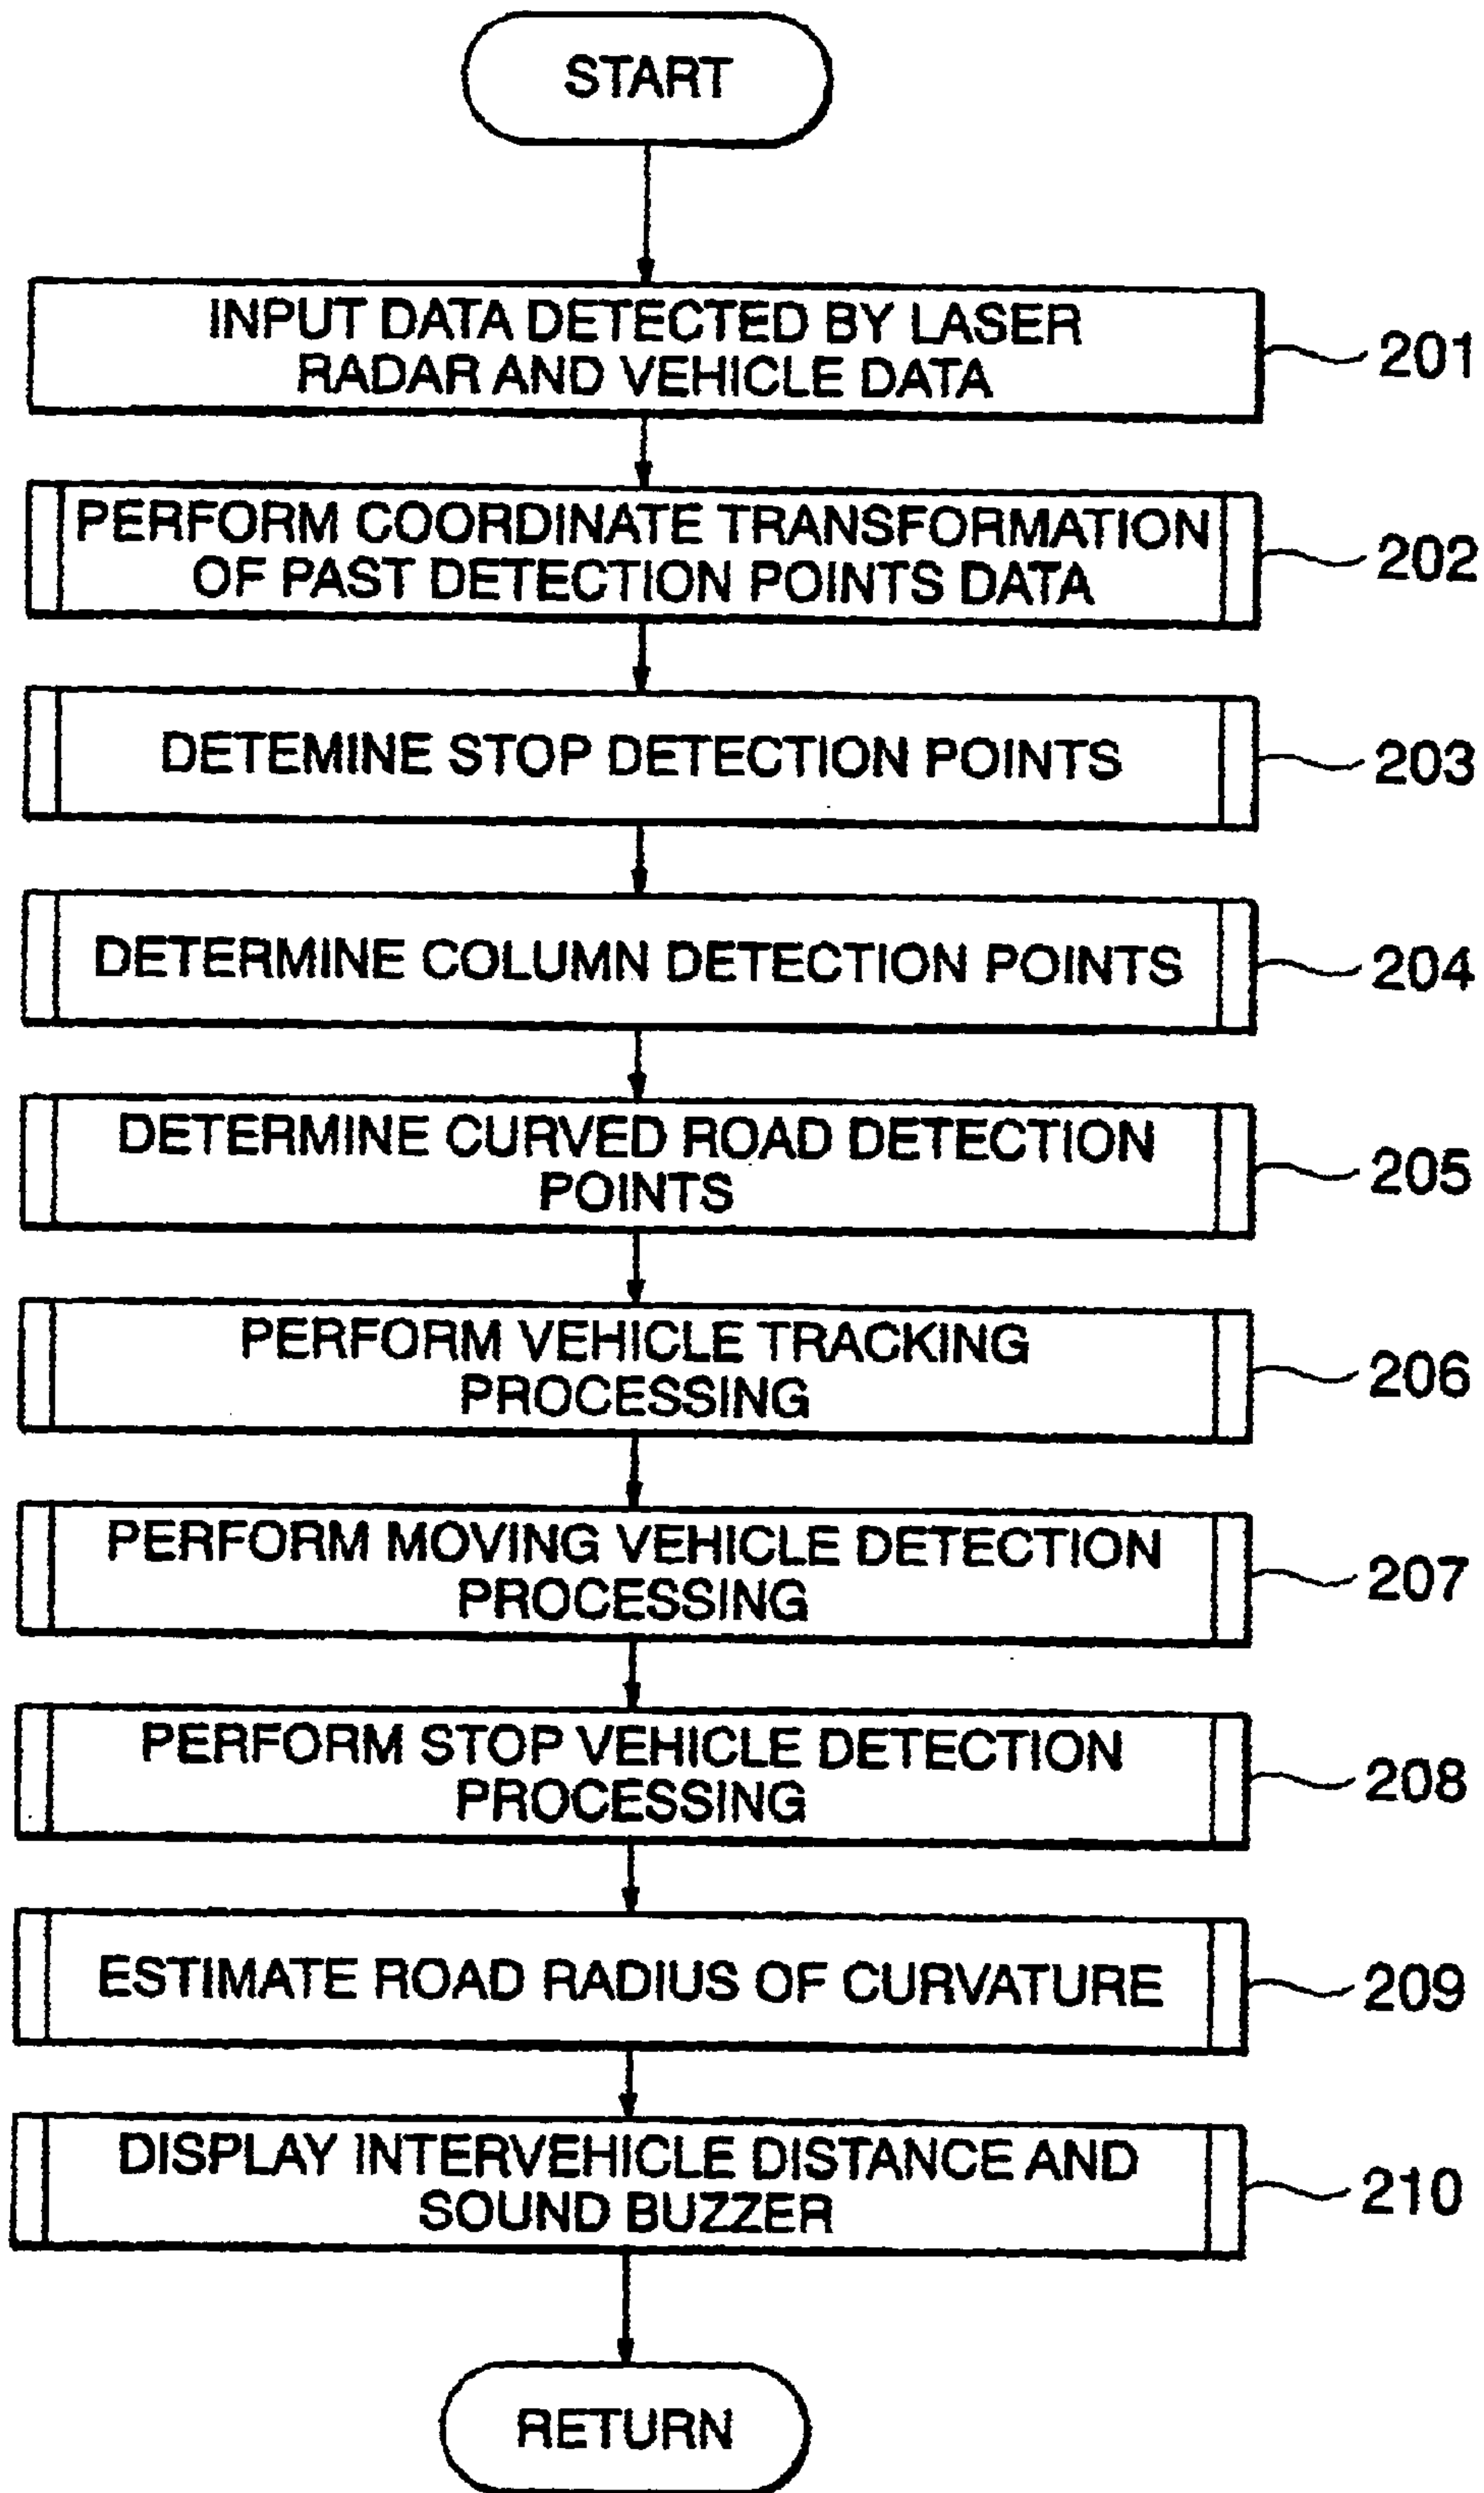 START
INPUT DATA DETECTED BY LASER
RADAR AND VEHICLE DATA
201
PERFORM COORDINATE TRANSFORMATION
OF PAST DETECTION POINTS DATA
202
DETEMINE STOP DETECTION POINTS
203
DETERMINE COLUMN DETECTION POINTS
204
DETERMINE CURVED ROAD DETECTION
POINTS
205
PERFORM VEHICLE TRACKING
PROCESSING
206
PERFORM MOVING VEHICLE DETECTION
PROCESSING
207
PERFORM STOP VEHICLE DETECTION
PROCESSING
208
ESTIMATE ROAD RADIUS OF CURVATURE
209
DISPLAY INTERVEHICLE DISTANCE AND
SOUND BUZZER
210
RETURN